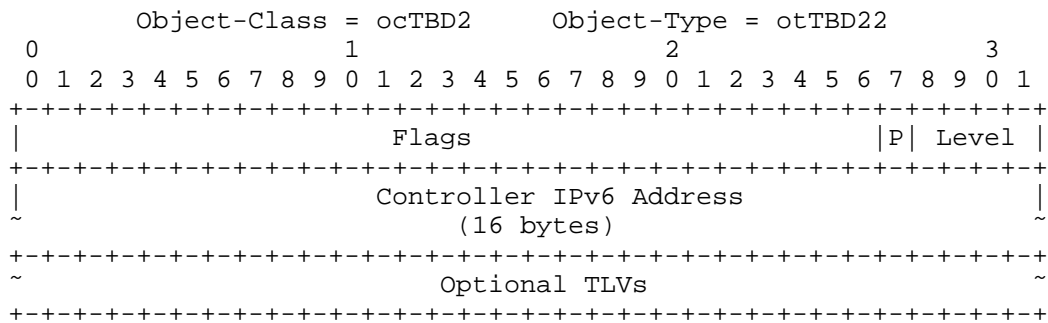 Object-Class = ocTBD2      Object-Type = otTBD22
 0                   1                   2                   3
 0 1 2 3 4 5 6 7 8 9 0 1 2 3 4 5 6 7 8 9 0 1 2 3 4 5 6 7 8 9 0 1
+-+-+-+-+-+-+-+-+-+-+-+-+-+-+-+-+-+-+-+-+-+-+-+-+-+-+-+-+-+-+-+-+
|                       Flags                         |P| Level |
+-+-+-+-+-+-+-+-+-+-+-+-+-+-+-+-+-+-+-+-+-+-+-+-+-+-+-+-+-+-+-+-+
|                      Controller IPv6 Address                  |
~                           (16 bytes)                          ~
+-+-+-+-+-+-+-+-+-+-+-+-+-+-+-+-+-+-+-+-+-+-+-+-+-+-+-+-+-+-+-+-+
~                          Optional TLVs                        ~
+-+-+-+-+-+-+-+-+-+-+-+-+-+-+-+-+-+-+-+-+-+-+-+-+-+-+-+-+-+-+-+-+